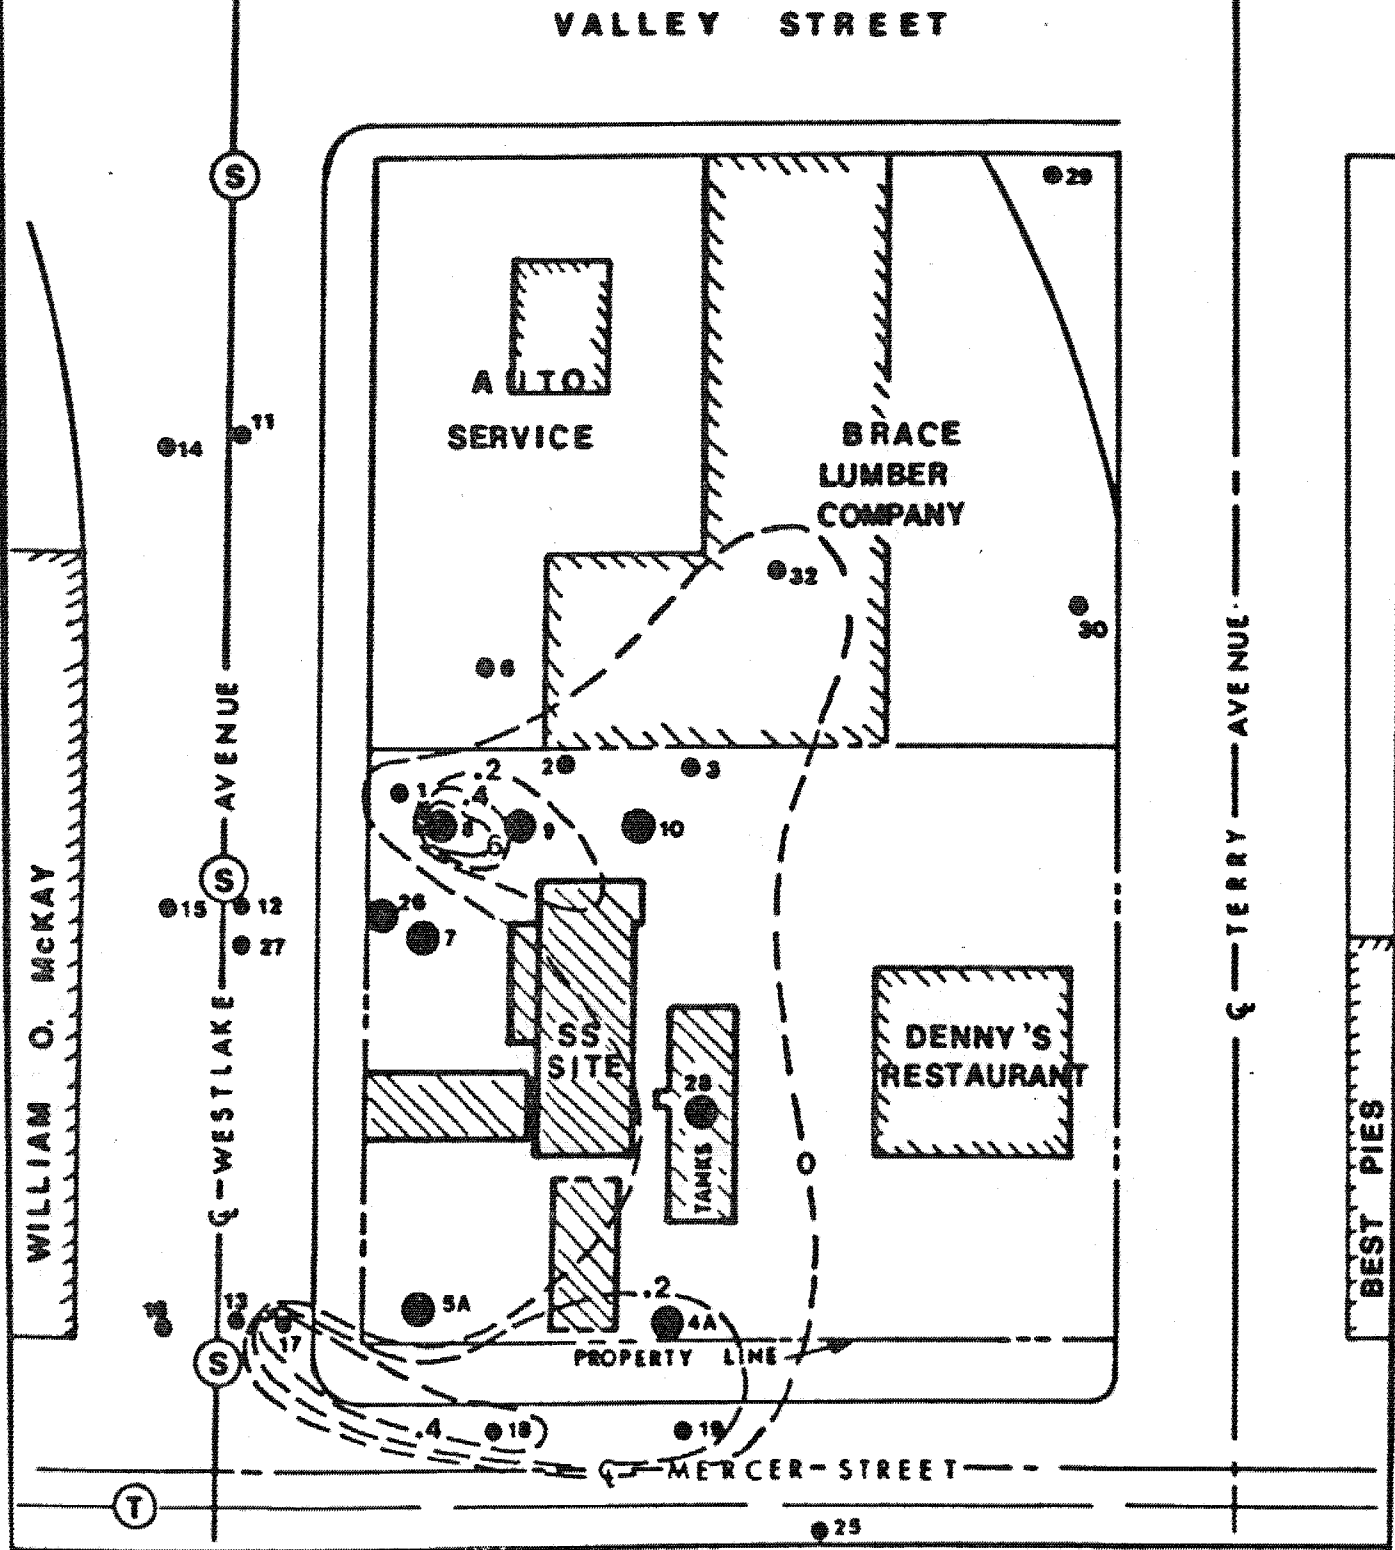 VALLEY STREET
S
29
AUTO
SERVICE
11
14
BRACE
LUMBER
COMPANY
32
30
6
AVENUE
WESTLAKE
TERRY AVENUE
2
3
.2
1
.4
8
9
10
6
S
15
12
27
26
7
WILLIAM O. McKAY
SS
SITE
DENNY'S
RESTAURANT
28
TANKS
BEST PIES
0
16
13
17
5A
.2
4A
S
PROPERTY LINE
.4
18
19
℄ MERCER-STREET
T
25